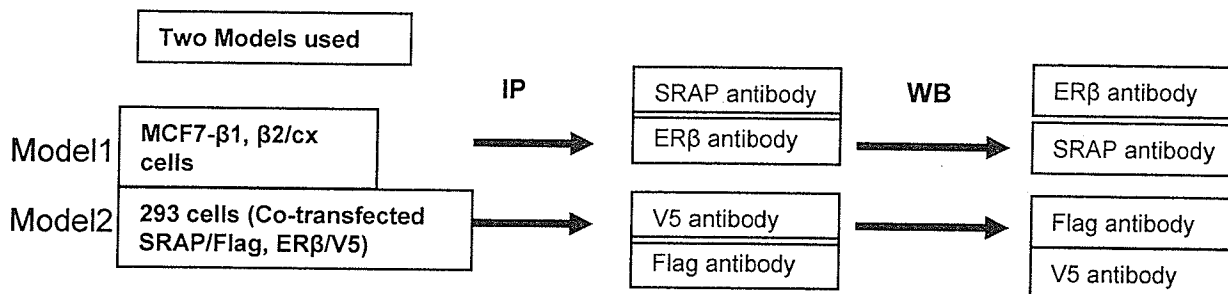 Two Models used
IP
WB
Model1
MCF7-β1, β2/cx
cells
SRAP antibody
ERβ antibody
ERβ antibody
SRAP antibody
Model2
293 cells (Co-transfected
SRAP/Flag, ERβ/V5)
V5 antibody
Flag antibody
Flag antibody
V5 antibody